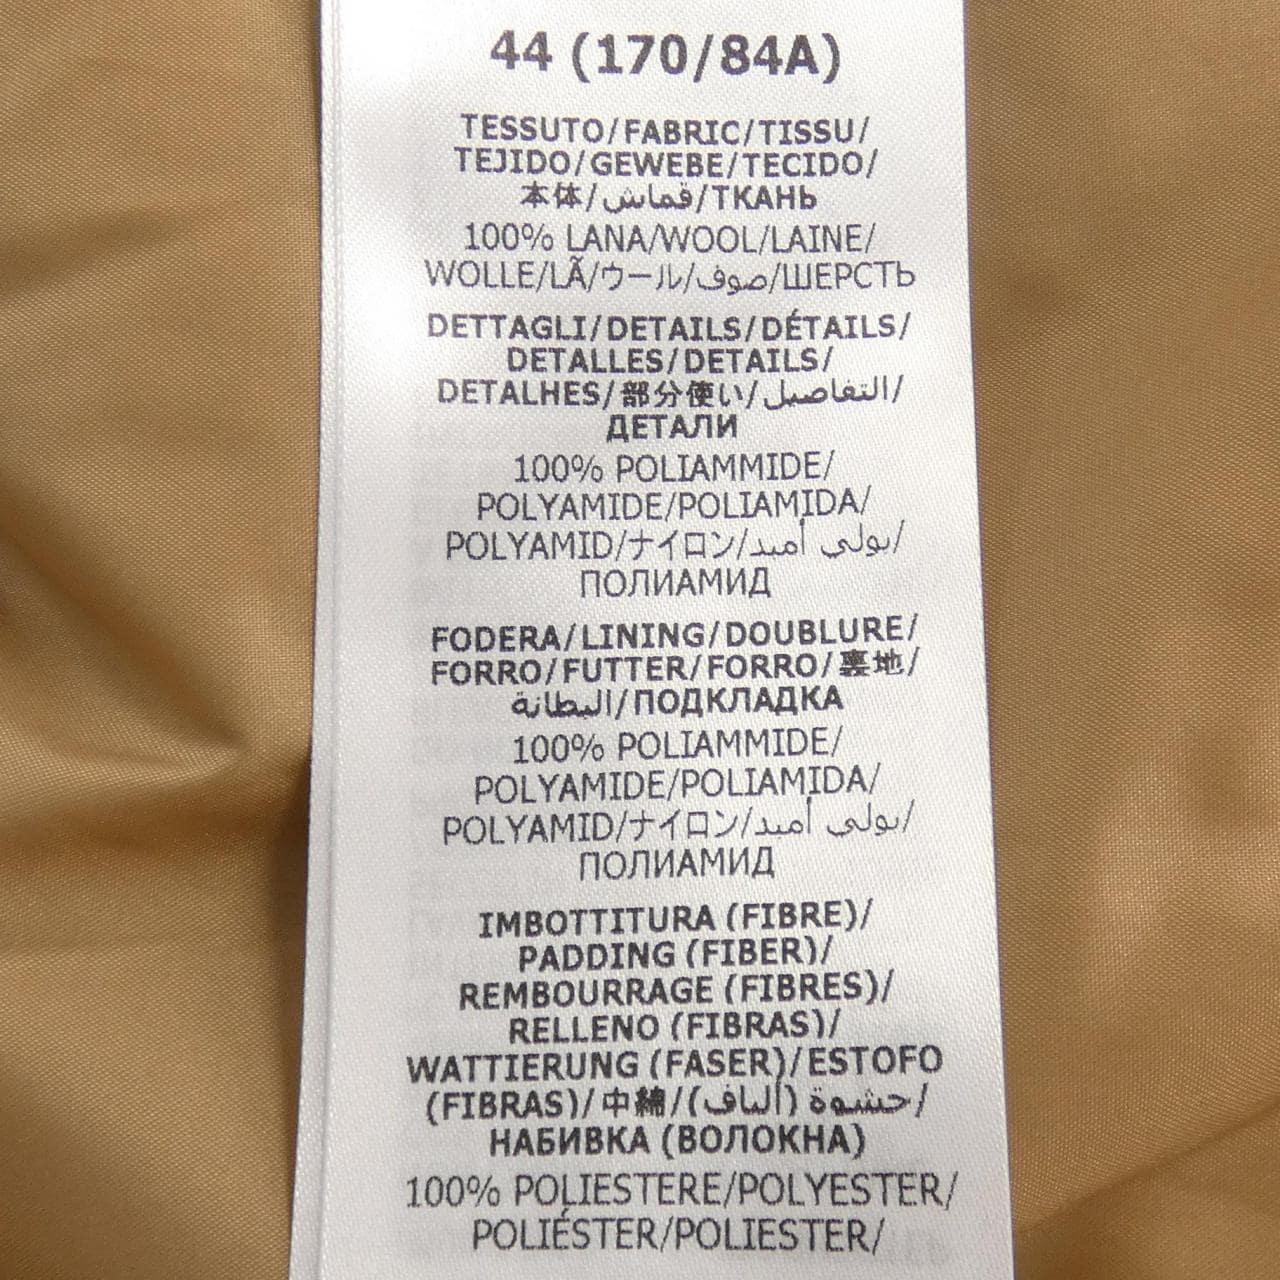 44 (170/84A)
TESSUTO/FABRIC/TISSU/
TEJIDO/GEWEBE/TECIDO/
本体/قماش/ТКАНЬ
100% LANA/WOOL/LAINE/
WOLLE/LÃ/ウール/صوف/ШЕРСТЬ
DETTAGLI/DETAILS/DÉTAILS/
DETALLES/DETAILS/
DETALHES/部分使い/التفاصيل/
ДЕТАЛИ
100% POLIAMMIDE/
POLYAMIDE/POLIAMIDA/
POLYAMID/ナイロン/بولي أميد/
ПОЛИАМИД
FODERA/LINING/DOUBLURE/
FORRO/FUTTER/FORRO/裏地/
البطانة/ПОДКЛАДКА
100% POLIAMMIDE/
POLYAMIDE/POLIAMIDA/
POLYAMID/ナイロン/بولي أميد/
ПОЛИАМИД
IMBOTTITURA (FIBRE)/
PADDING (FIBER)/
REMBOURRAGE (FIBRES)/
RELLENO (FIBRAS)/
WATTIERUNG (FASER)/ESTOFO
(FIBRAS)/中綿/حشوة (ألياف)/
НАБИВКА (ВОЛОКНА)
100% POLIESTERE/POLYESTER/
POLIÉSTER/POLIESTER/